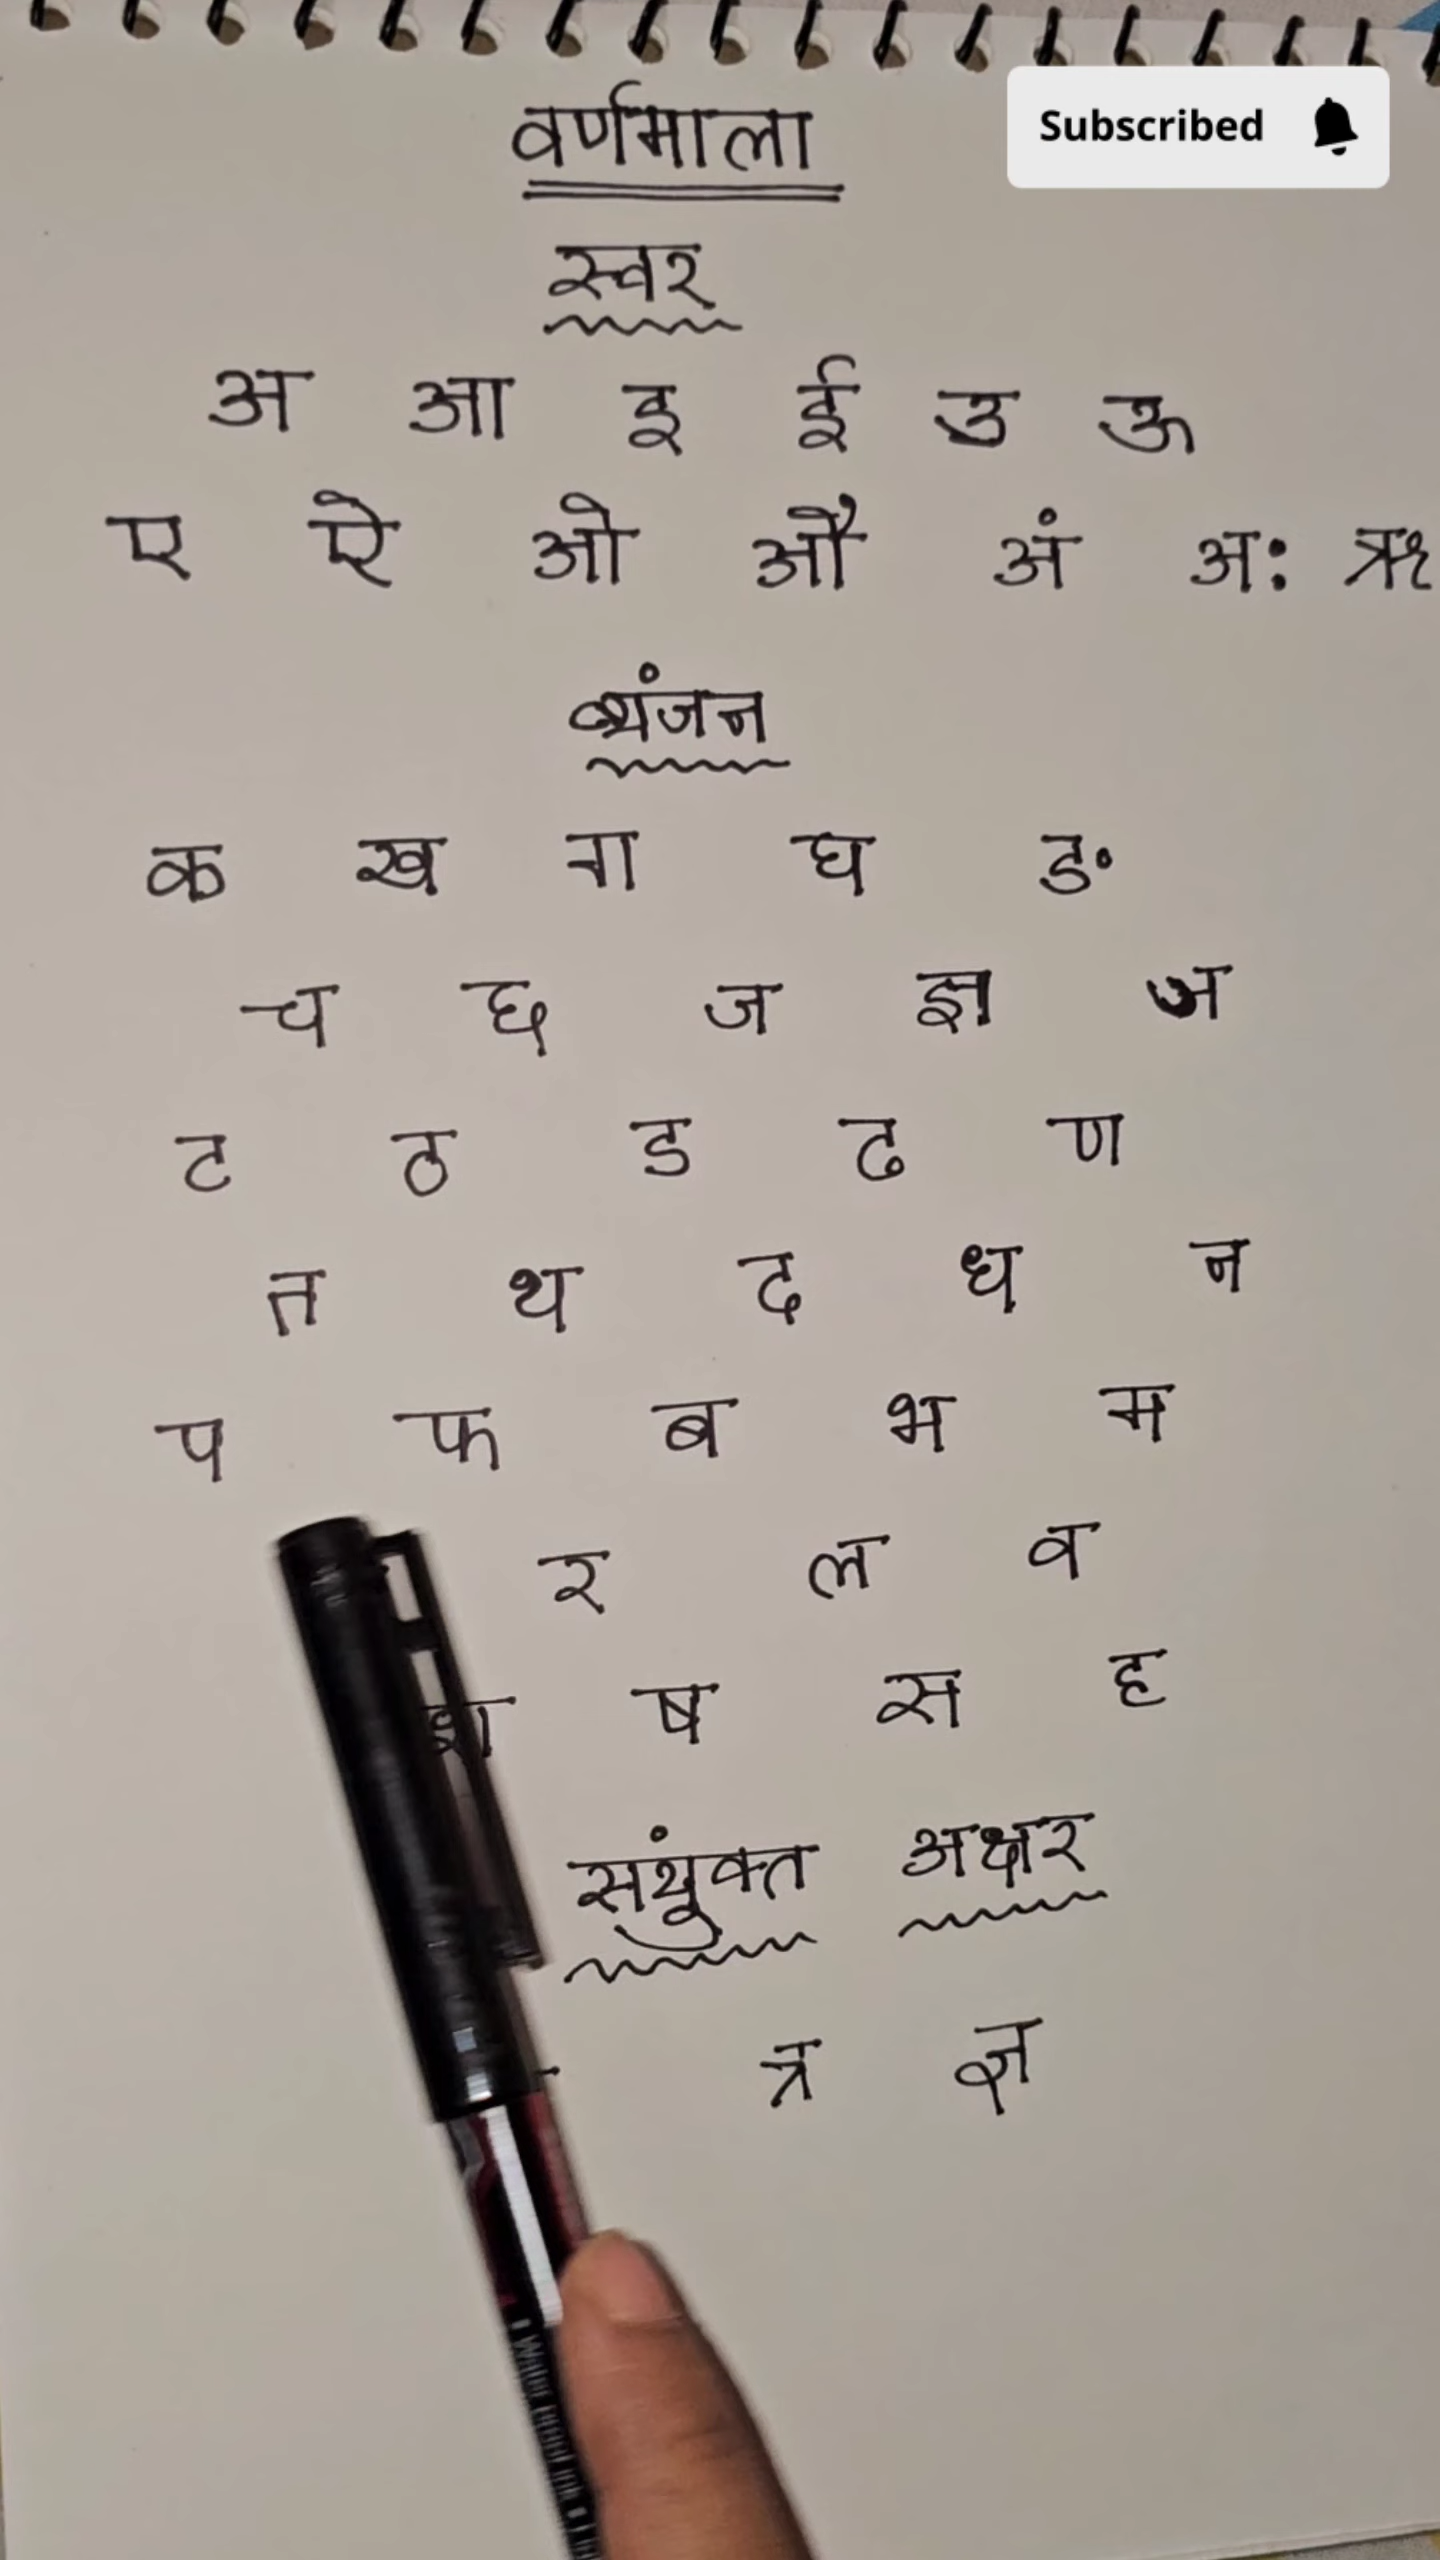 वर्णमाला
Subscribed
स्वर
अ आ इ ई उ ऊ
ए ऐ ओ औ अं अः ऋ
व्यंजन
क ख ग घ ङ
च छ ज झ ञ
ट ठ ड ढ ण
त थ द ध न
प फ ब भ म
र ल व
श ष स ह
संयुक्त अक्षर
त्र ज्ञ